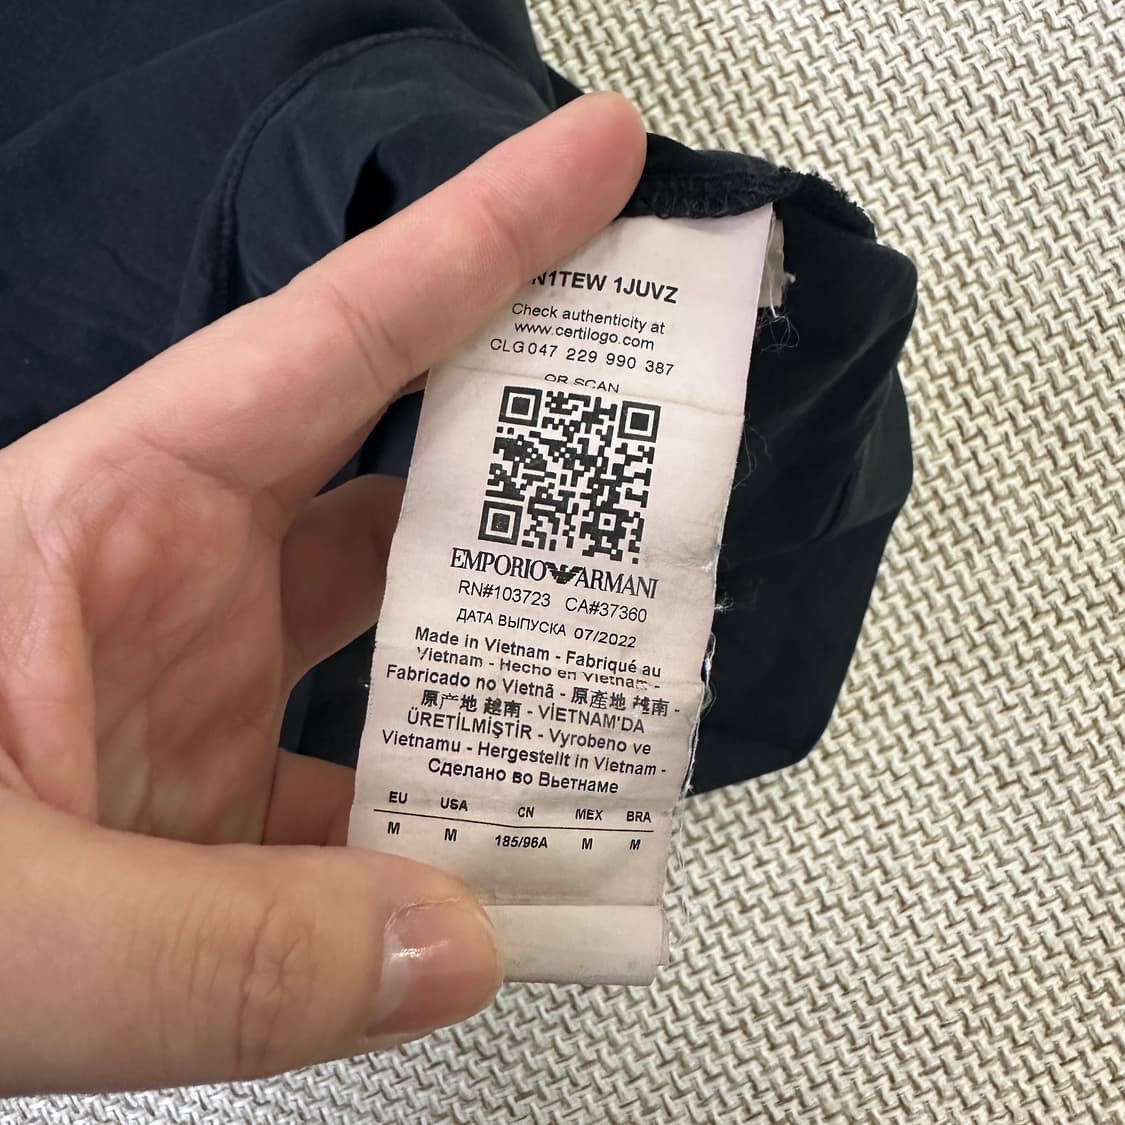 N1TEW 1JUVZ
Check authenticity at
www.certilogo.com
CLG 047 229 990 387
OR SCAN
EMPORIO ARMANI
RN#103723 CA#37360
ДАТА ВЫПУСКА 07/2022
Made in Vietnam - Fabriqué au
Vietnam - Hecho en Vietnam -
Fabricado no Vietnã - 原產地 越南 -
原产地 越南 - VİETNAM'DA
ÜRETİLMİŞTİR - Vyrobeno ve
Vietnamu - Hergestellt in Vietnam -
Сделано во Вьетнаме
EU USA CN MEX BRA
M M 185/96A M M